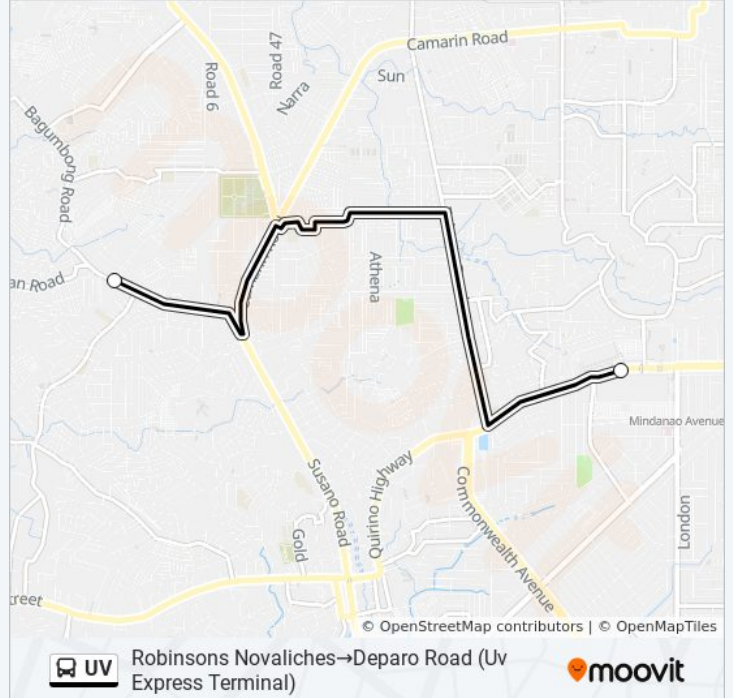 Camarin Road
Road 47
Sun
Road 6
Narra
Bagumbong Road
an Road
Athena
Mindanao Avenue
Quirino Highway
Susano Road
Commonwealth Avenue
London
Gold
treet
© OpenStreetMap contributors | © OpenMapTiles
UV
Robinsons Novaliches→Deparo Road (Uv
Express Terminal)
moovit